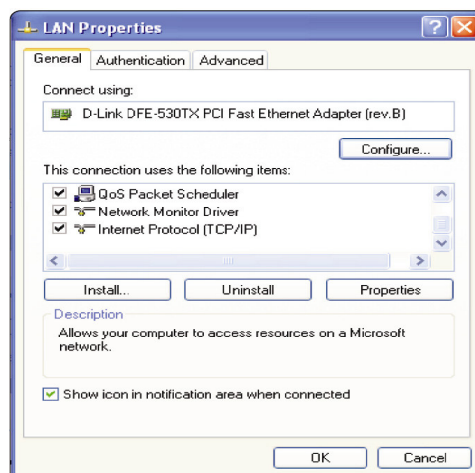 LAN Properties
General Authentication Advanced
Connect using:
D-Link DFE-530TX PCI Fast Ethernet Adapter (rev.B)
Configure...
This connection uses the following items:
QoS Packet Scheduler
Network Monitor Driver
Internet Protocol (TCP/IP)
Install... Uninstall Properties
Description
Allows your computer to access resources on a Microsoft
network.
Show icon in notification area when connected
OK Cancel